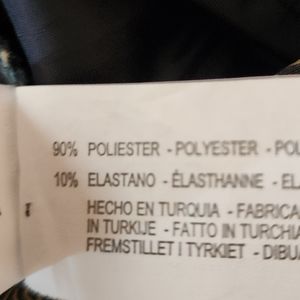 90% POLIESTER - POLYESTER - POL
10% ELASTANO - ÉLASTHANNE - EL
HECHO EN TURQUIA - FABRICA
IN TURKIJE - FATTO IN TURCHIA
FREMSTILLET I TYRKIET - DIBUA